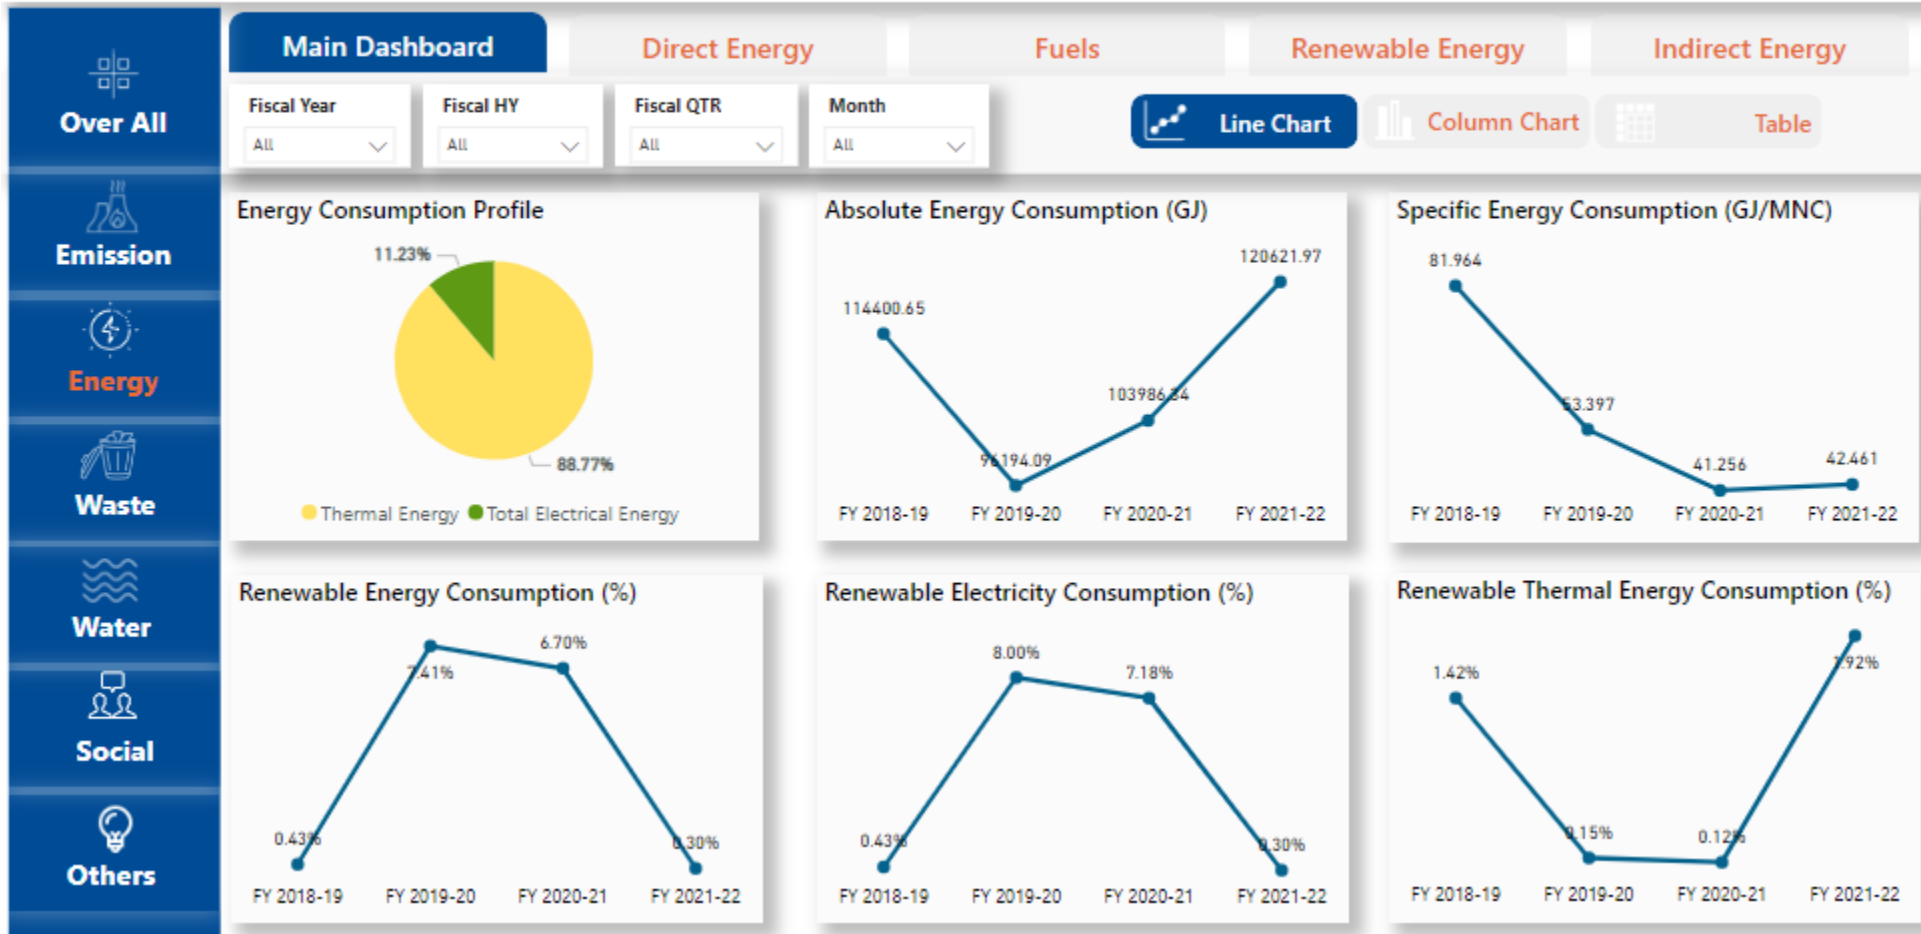 Over All
Emission
Energy
Waste
Water
Social
Others
Main Dashboard
Direct Energy
Fuels
Renewable Energy
Indirect Energy
Fiscal Year
All
Fiscal HY
All
Fiscal QTR
All
Month
All
Line Chart
Column Chart
Table
Energy Consumption Profile
11.23%
88.77%
Thermal Energy
Total Electrical Energy
Absolute Energy Consumption (GJ)
114400.65
96194.09
103986.34
120621.97
FY 2018-19
FY 2019-20
FY 2020-21
FY 2021-22
Specific Energy Consumption (GJ/MNC)
81.964
53.397
41.256
42.461
FY 2018-19
FY 2019-20
FY 2020-21
FY 2021-22
Renewable Energy Consumption (%)
0.43%
7.41%
6.70%
0.30%
FY 2018-19
FY 2019-20
FY 2020-21
FY 2021-22
Renewable Electricity Consumption (%)
0.43%
8.00%
7.18%
0.30%
FY 2018-19
FY 2019-20
FY 2020-21
FY 2021-22
Renewable Thermal Energy Consumption (%)
1.42%
0.15%
0.12%
1.92%
FY 2018-19
FY 2019-20
FY 2020-21
FY 2021-22